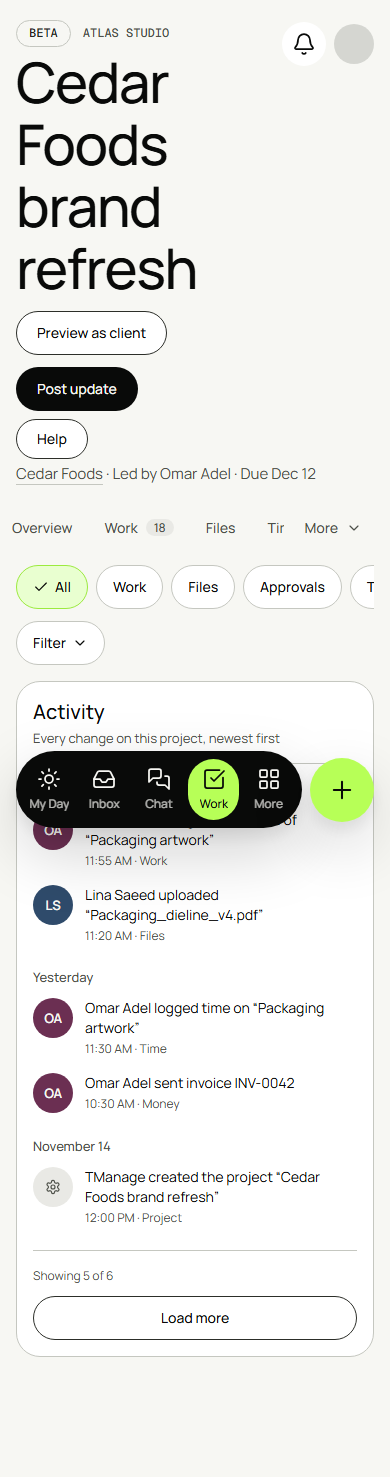 BETA ATLAS STUDIO
Cedar
Foods
brand
refresh
Preview as client
Post update
Help
Cedar Foods · Led by Omar Adel · Due Dec 12
Overview Work 18 Files Tir More
All Work Files Approvals T
Filter
Activity
Every change on this project, newest first
My Day Inbox Chat Work More
OA of
“Packaging artwork”
11:55 AM · Work
LS Lina Saeed uploaded
“Packaging_dieline_v4.pdf”
11:20 AM · Files
Yesterday
OA Omar Adel logged time on “Packaging
artwork”
11:30 AM · Time
OA Omar Adel sent invoice INV-0042
10:30 AM · Money
November 14
TManage created the project “Cedar
Foods brand refresh”
12:00 PM · Project
Showing 5 of 6
Load more